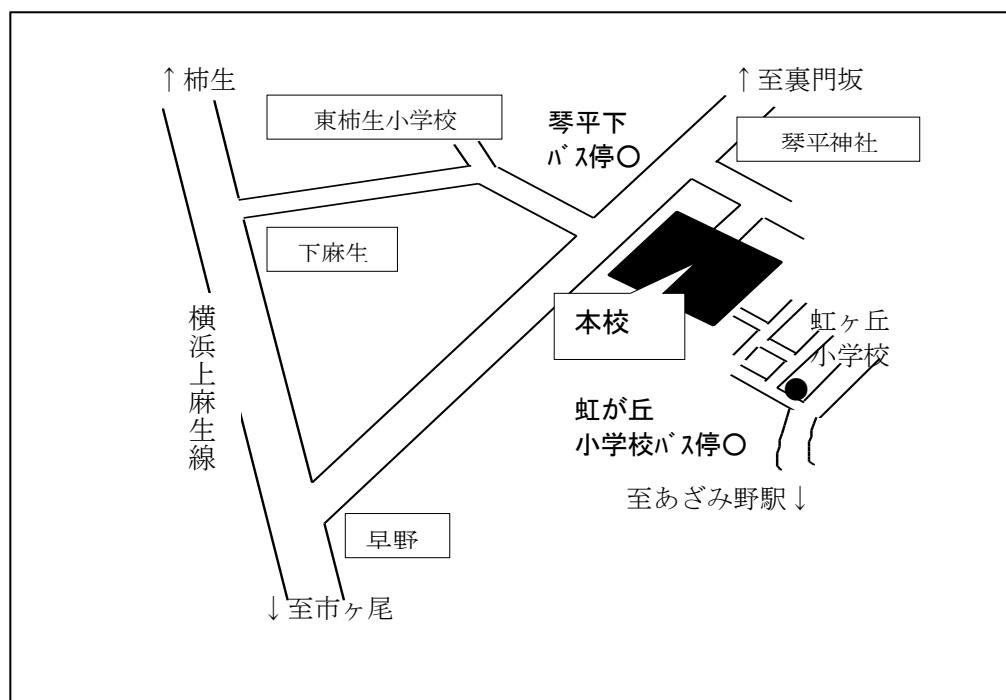 ↑柿生
↑至裏門坂
東柿生小学校
琴平下
ﾊﾞｽ停〇
琴平神社
下麻生
横浜上麻生線
本校
虹ヶ丘
小学校
虹が丘
小学校ﾊﾞｽ停〇
至あざみ野駅↓
早野
↓至市ヶ尾